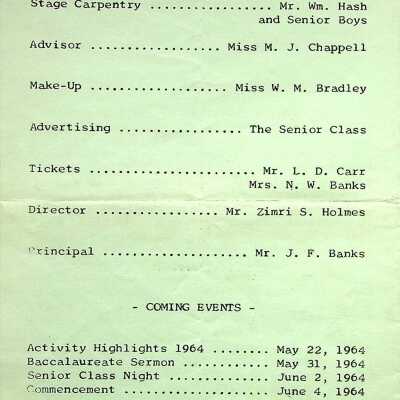 Stage Carpentry ................. Mr. Wm. Hash
and Senior Boys
Advisor .................. Miss M. J. Chappell
Make-Up ................... Miss W. M. Bradley
Advertising ............. The Senior Class
Tickets ....................... Mr. L. D. Carr
Mrs. N. W. Banks
Director ................. Mr. Zimri S. Holmes
Principal .................... Mr. J. F. Banks
- COMING EVENTS -
Activity Highlights 1964 ........ May 22, 1964
Baccalaureate Sermon ............ May 31, 1964
Senior Class Night .............. June 2, 1964
Commencement .................... June 4, 1964